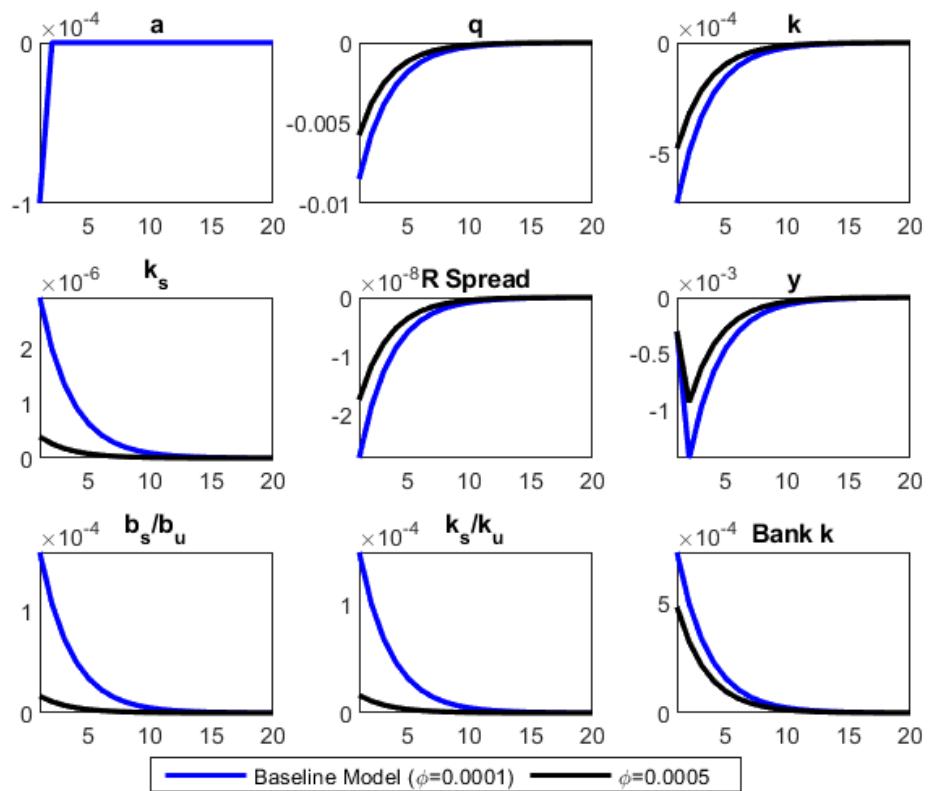 ×10⁻⁴ a
0
-1
5 10 15 20
q
0
-0.005
-0.01
5 10 15 20
×10⁻⁴ k
0
-5
5 10 15 20
×10⁻⁶ kₛ
2
1
0
5 10 15 20
×10⁻⁸ R Spread
0
-1
-2
5 10 15 20
×10⁻³ y
0
-0.5
-1
5 10 15 20
×10⁻⁴ bₛ/bᵤ
1
0
5 10 15 20
×10⁻⁴ kₛ/kᵤ
1
0
5 10 15 20
×10⁻⁴ Bank k
5
0
5 10 15 20
Baseline Model (ϕ=0.0001) ϕ=0.0005